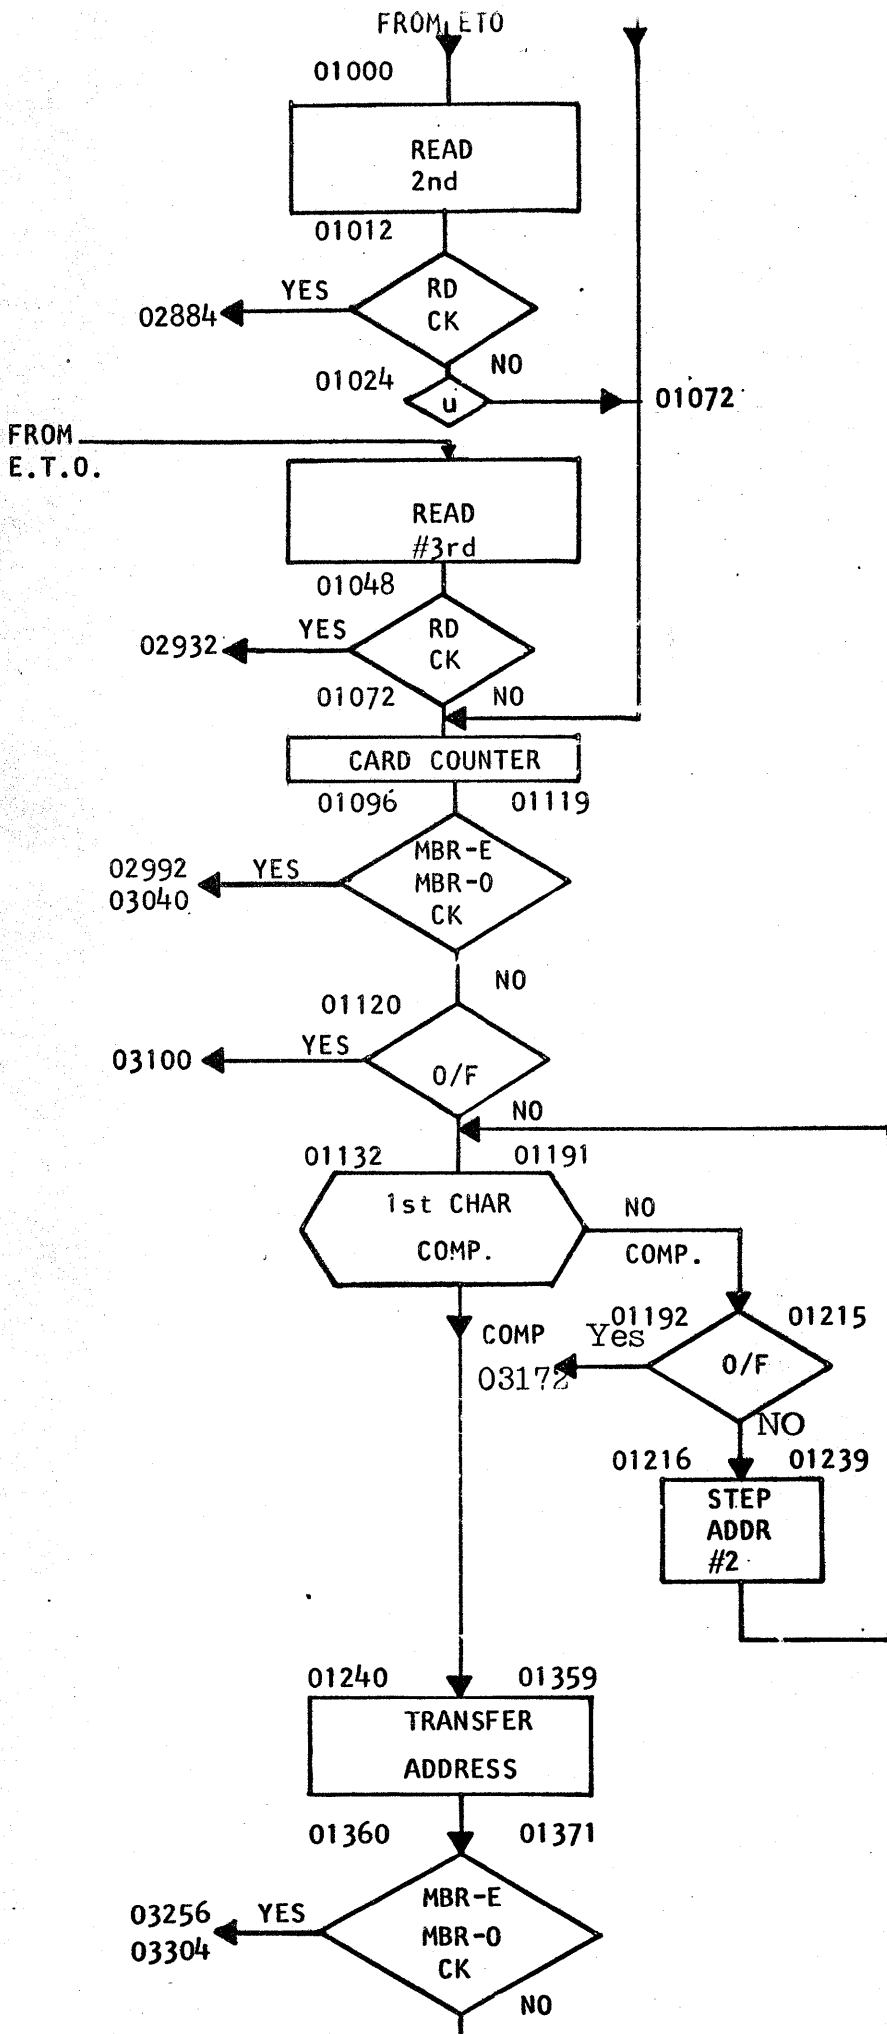 FROM ETO
01000
READ
2nd
01012
RD
CK
YES
02884
NO
01024
u
01072
FROM
E.T.O.
READ
#3rd
01048
RD
CK
YES
02932
01072
NO
CARD COUNTER
01096
01119
MBR-E
MBR-O
CK
YES
02992
03040
NO
01120
O/F
YES
03100
NO
01132
01191
1st CHAR
COMP.
NO
COMP.
COMP
01192
01215
O/F
Yes
03172
NO
01216
01239
STEP
ADDR
#2
01240
01359
TRANSFER
ADDRESS
01360
01371
MBR-E
MBR-O
CK
YES
03256
03304
NO